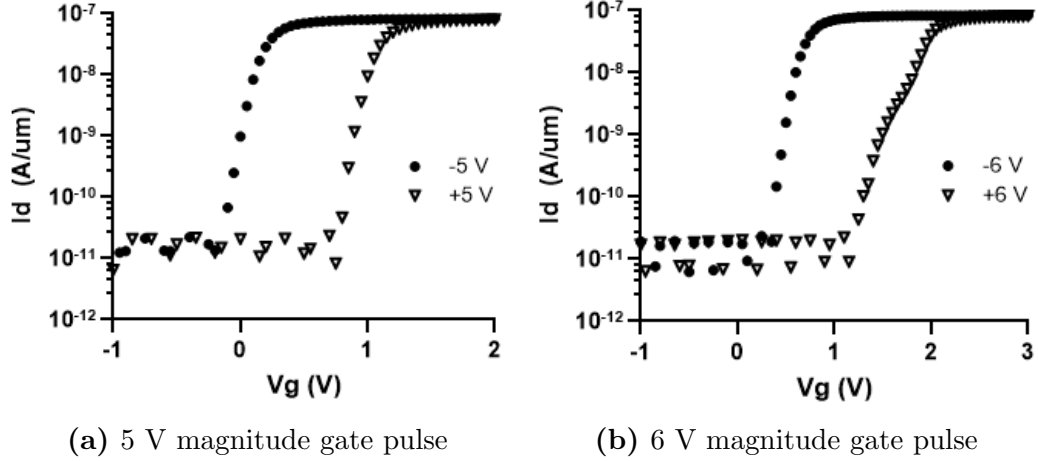 10-7
10-8
10-9
10-10
10-11
10-12
Id (A/um)
-5 V
+5 V
-1
0
1
2
Vg (V)
(a) 5 V magnitude gate pulse
10-7
10-8
10-9
10-10
10-11
10-12
Id (A/um)
-6 V
+6 V
-1
0
1
2
3
Vg (V)
(b) 6 V magnitude gate pulse